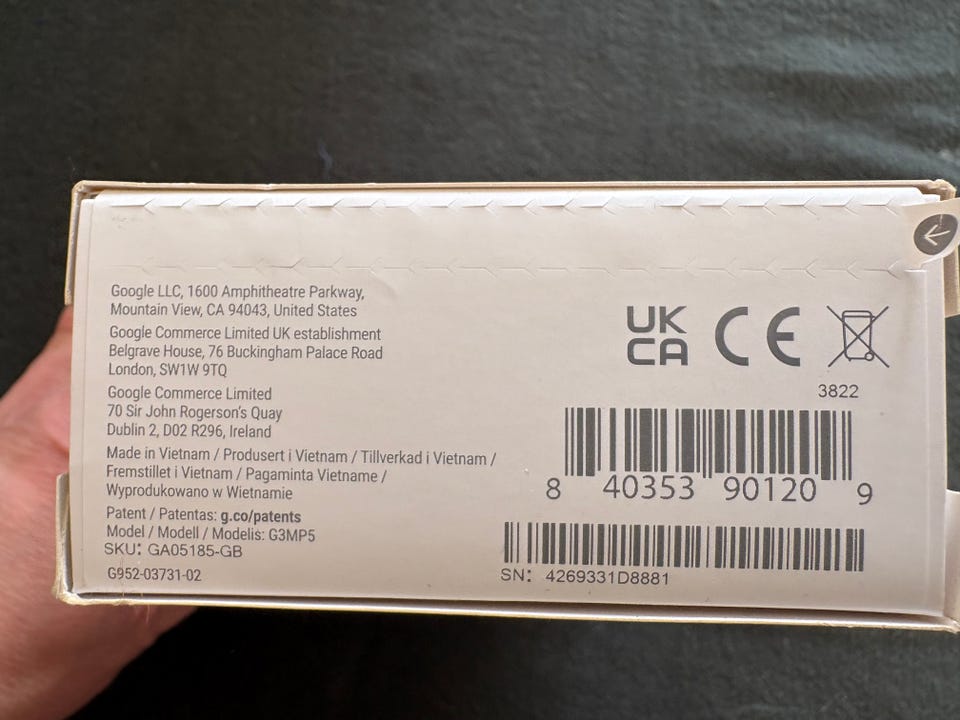 Google LLC, 1600 Amphitheatre Parkway,
Mountain View, CA 94043, United States
Google Commerce Limited UK establishment
Belgrave House, 76 Buckingham Palace Road
London, SW1W 9TQ
Google Commerce Limited
70 Sir John Rogerson's Quay
Dublin 2, D02 R296, Ireland
Made in Vietnam / Produsert i Vietnam / Tillverkad i Vietnam /
Fremstillet i Vietnam / Pagaminta Vietname /
Wyprodukowano w Wietnamie
Patent / Patentas: g.co/patents
Model / Modell / Modelis: G3MP5
SKU: GA05185-GB
G952-03731-02
UK
CA
CE
3822
8 40353 90120 9
SN: 4269331D8881